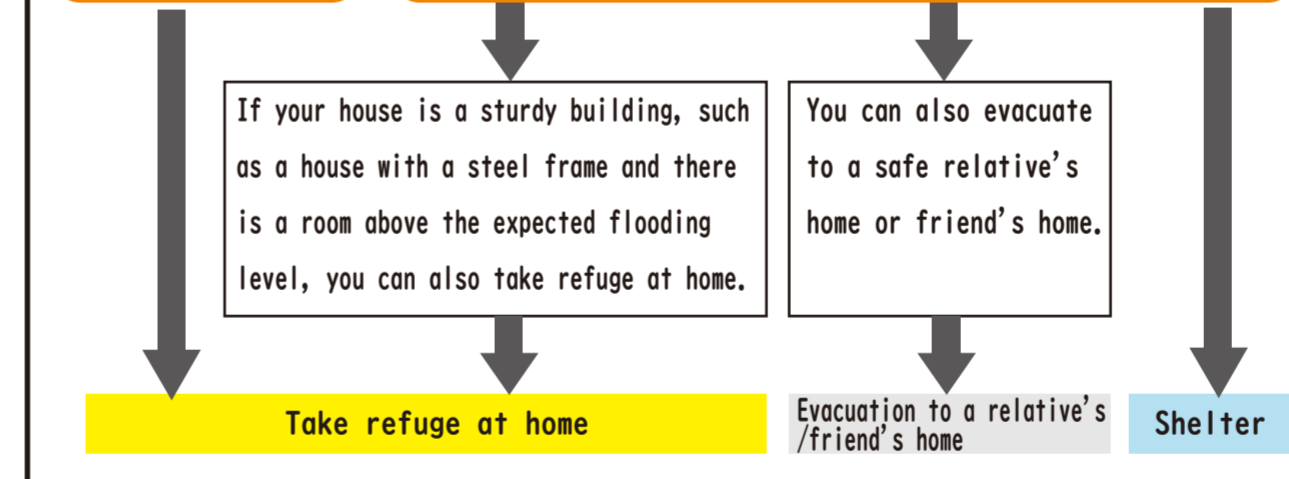 If your house is a sturdy building, such
as a house with a steel frame and there
is a room above the expected flooding
level, you can also take refuge at home.
You can also evacuate
to a safe relative's
home or friend's home.
Take refuge at home
Evacuation to a relative's
/friend's home
Shelter